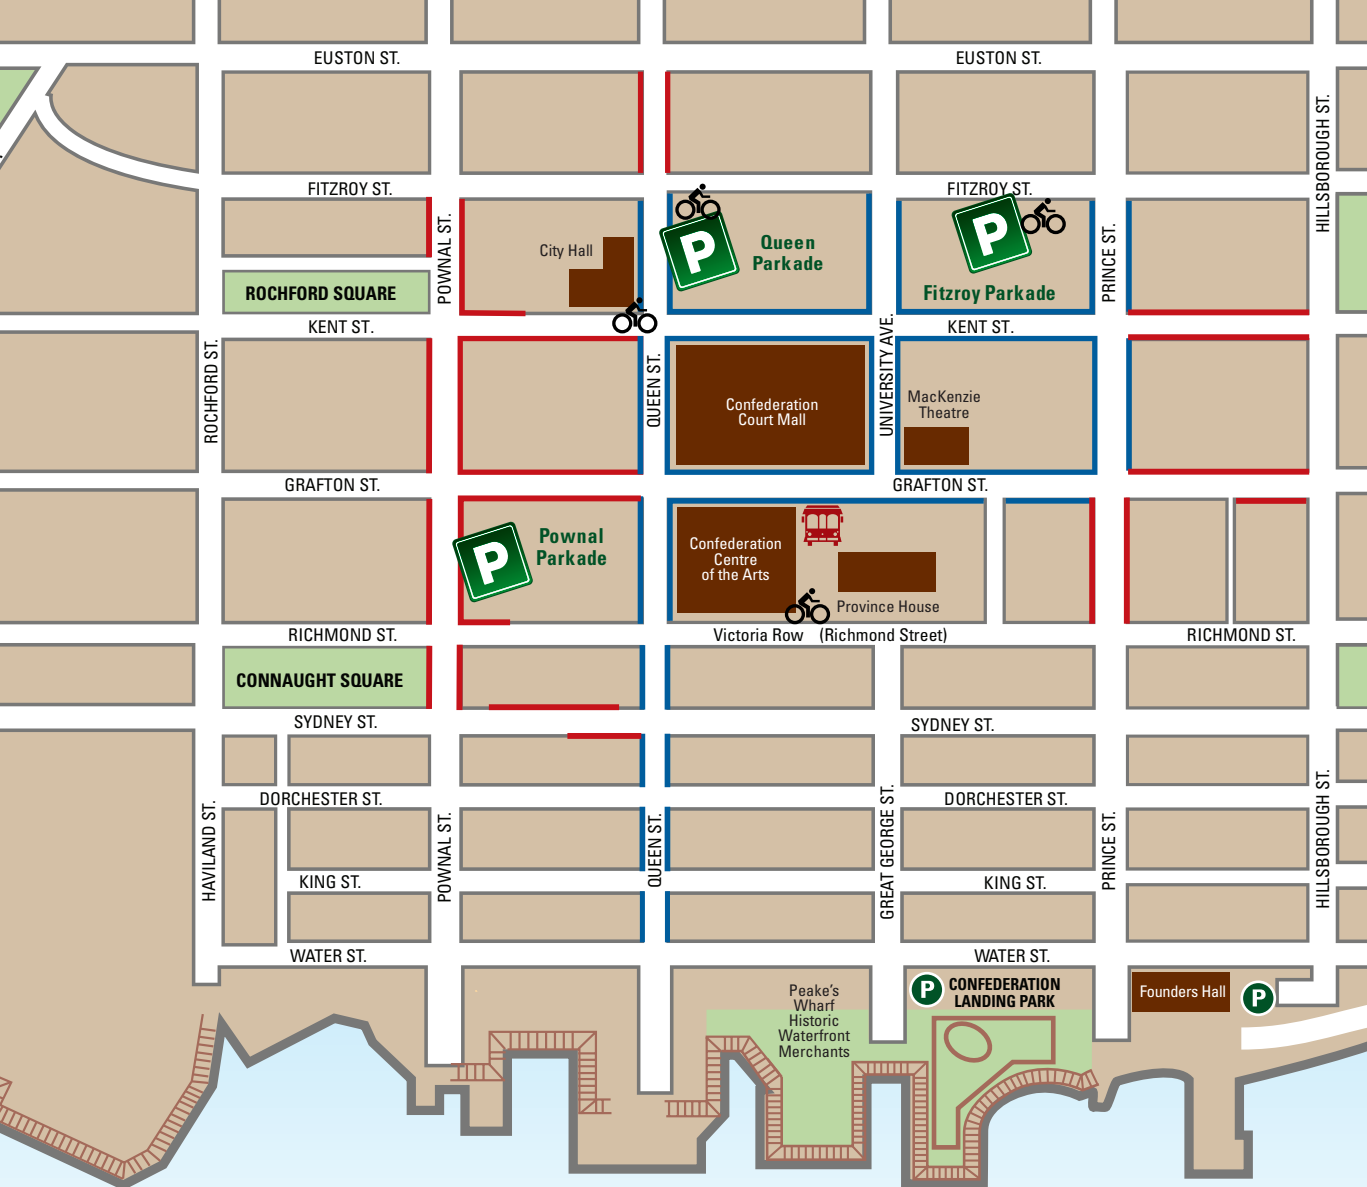 EUSTON ST.
EUSTON ST.
HILLSBOROUGH ST.
FITZROY ST.
FITZROY ST.
POWNAL ST.
City Hall
P
Queen
Parkade
P
Fitzroy Parkade
PRINCE ST.
ROCHFORD SQUARE
KENT ST.
KENT ST.
ROCHFORD ST.
QUEEN ST.
UNIVERSITY AVE.
Confederation
Court Mall
MacKenzie
Theatre
GRAFTON ST.
GRAFTON ST.
P
Pownal
Parkade
Confederation
Centre
of the Arts
Province House
RICHMOND ST.
Victoria Row (Richmond Street)
RICHMOND ST.
CONNAUGHT SQUARE
SYDNEY ST.
SYDNEY ST.
DORCHESTER ST.
DORCHESTER ST.
HAVILAND ST.
POWNAL ST.
QUEEN ST.
GREAT GEORGE ST.
PRINCE ST.
HILLSBOROUGH ST.
KING ST.
KING ST.
WATER ST.
WATER ST.
Peake's
Wharf
Historic
Waterfront
Merchants
P
CONFEDERATION
LANDING PARK
Founders Hall
P